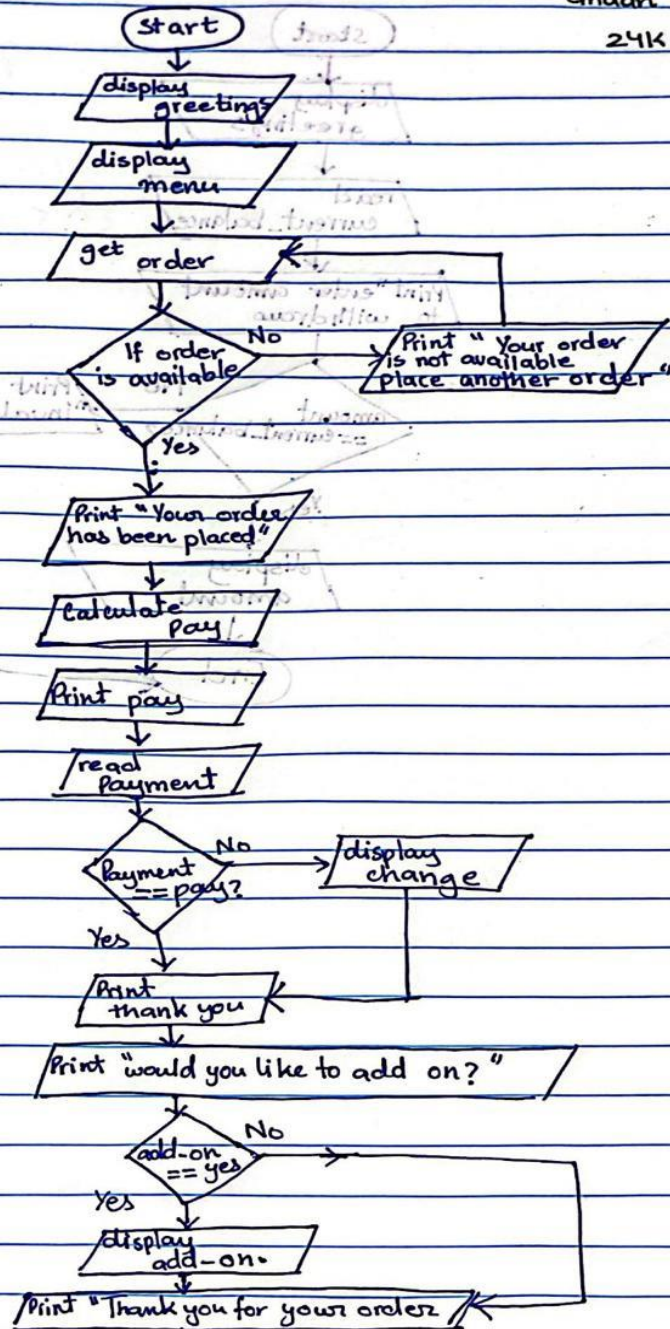 24K
Start
display
greetings
display
menu
get order
If order
is available
No
Print "Your order
is not available
place another order"
Yes
Print "Your order
has been placed"
Calculate
Pay
Print pay
read
Payment
Payment
==pay?
No
display
change
Yes
Print
thank you
Print "would you like to add on?"
add-on
== yes
No
Yes
display
add-on.
Print "Thank you for your order